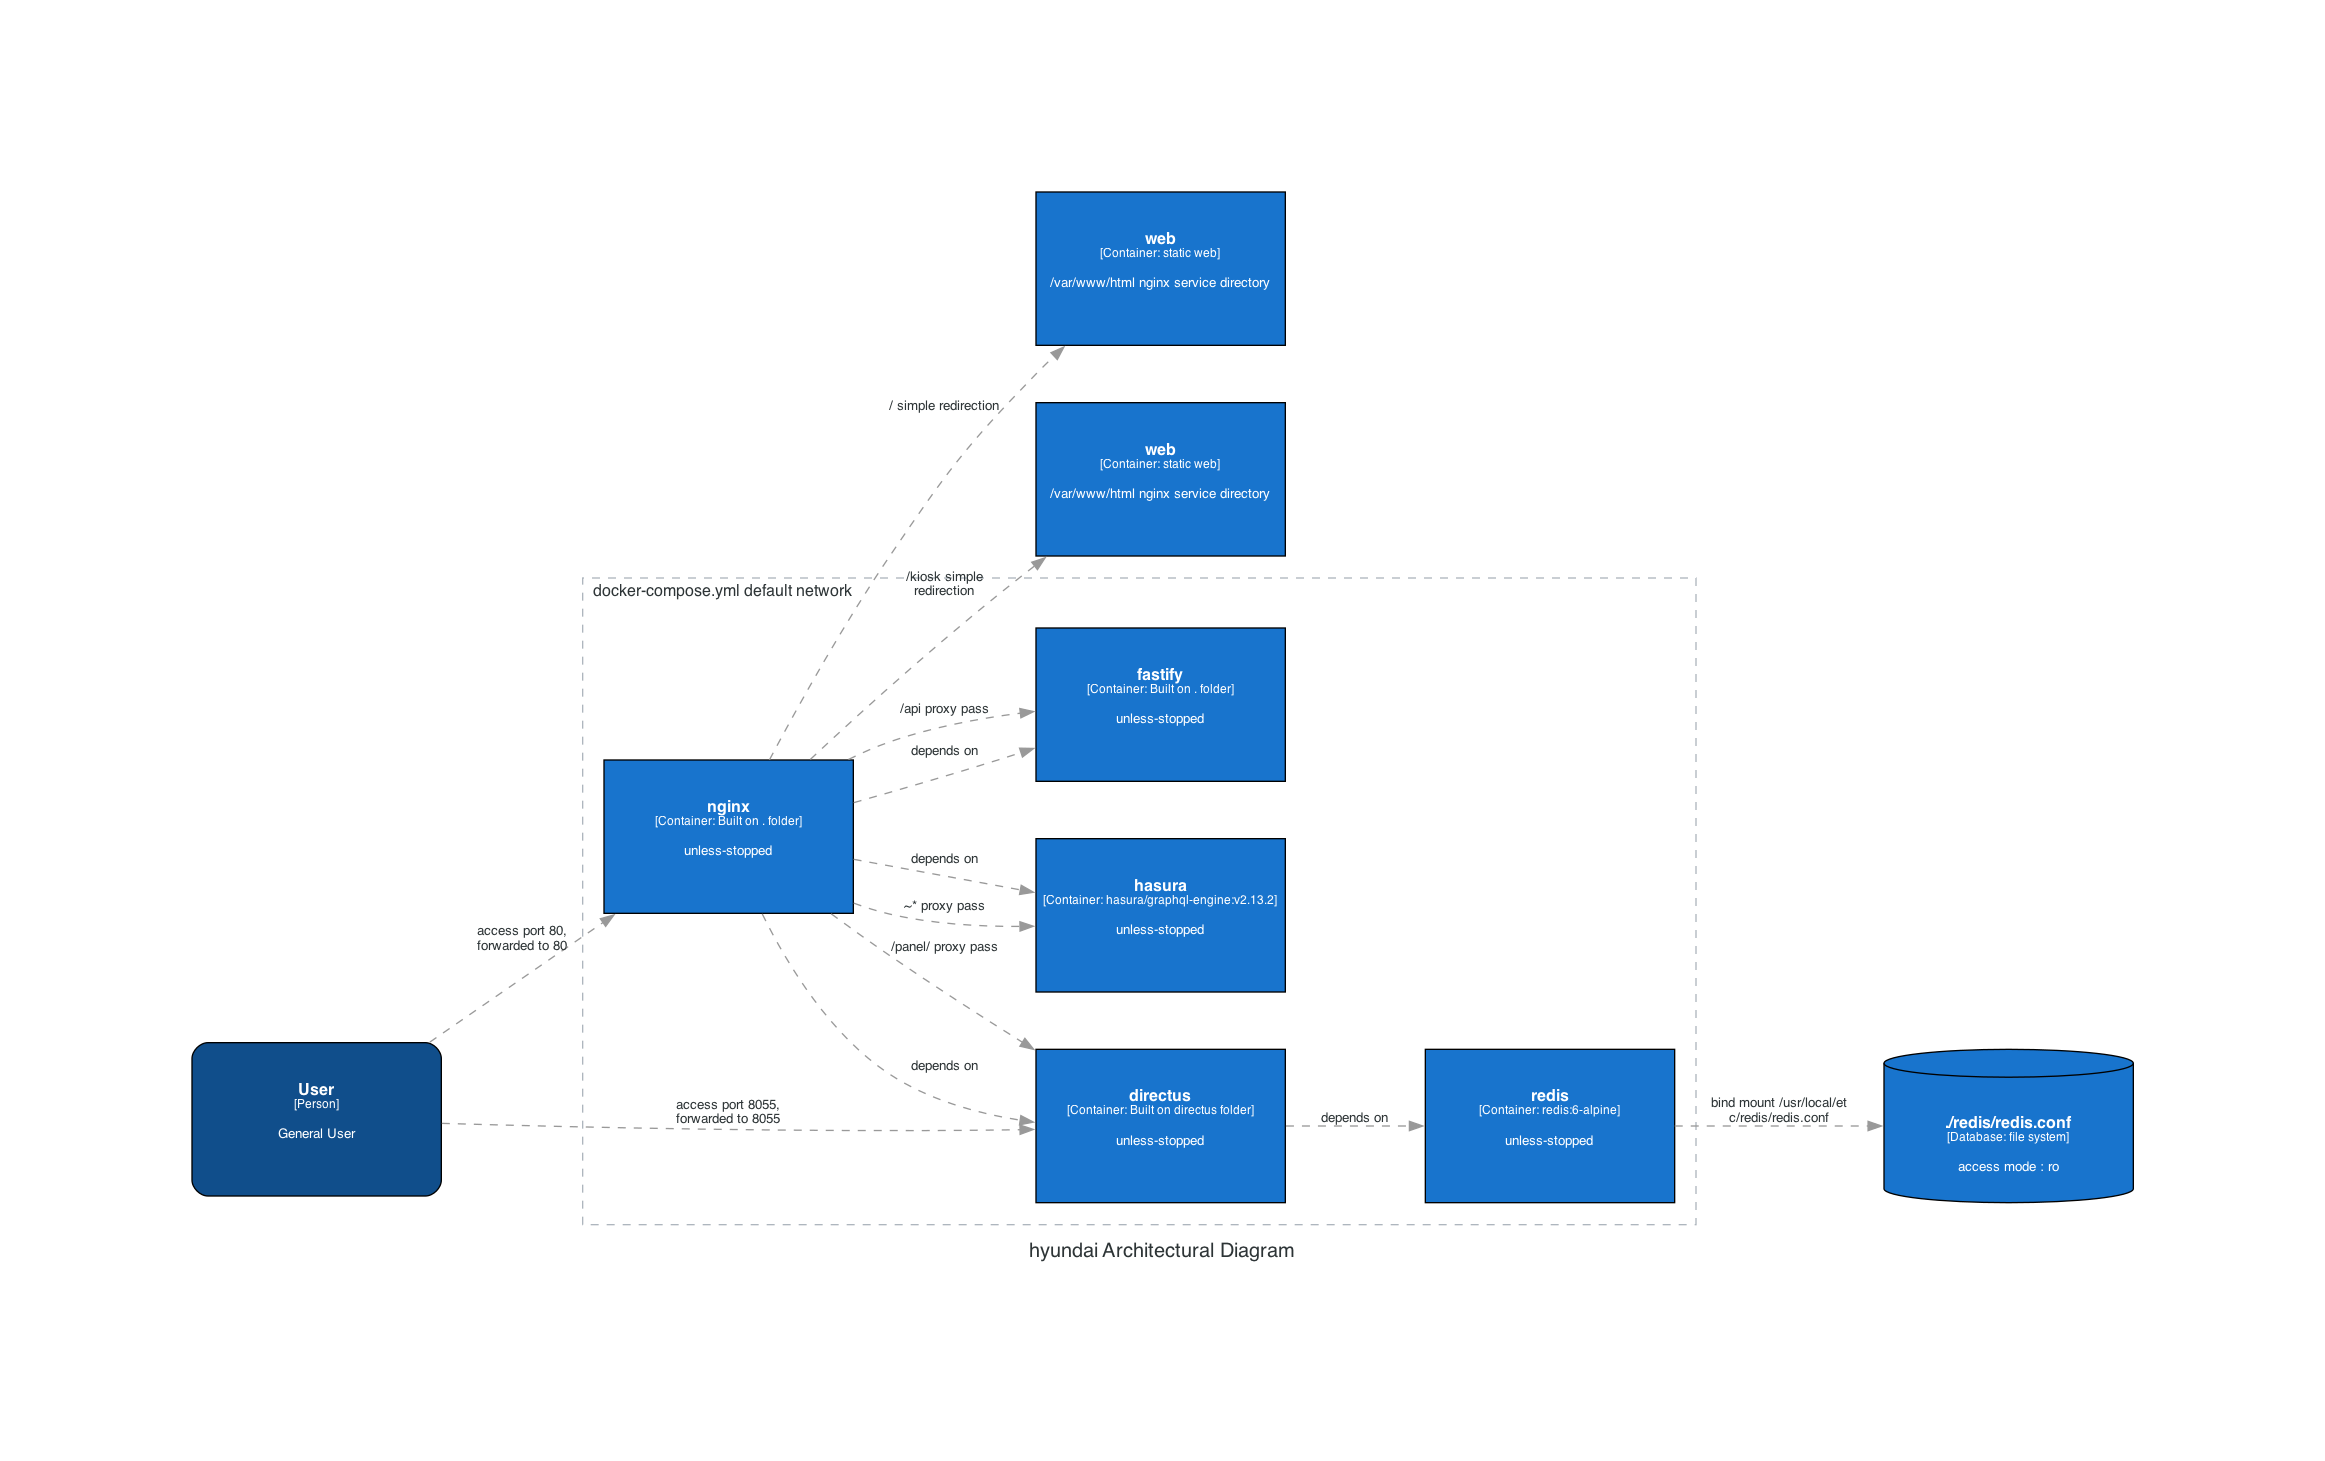 web
[Container: static web]
/var/www/html nginx service directory
/ simple redirection
web
[Container: static web]
/var/www/html nginx service directory
/kiosk simple
redirection
docker-compose.yml default network
fastify
[Container: Built on . folder]
unless-stopped
/api proxy pass
depends on
nginx
[Container: Built on . folder]
unless-stopped
depends on
~* proxy pass
hasura
[Container: hasura/graphql-engine:v2.13.2]
unless-stopped
access port 80,
forwarded to 80
/panel/ proxy pass
depends on
User
[Person]
General User
access port 8055,
forwarded to 8055
directus
[Container: Built on directus folder]
unless-stopped
depends on
redis
[Container: redis:6-alpine]
unless-stopped
bind mount /usr/local/et
c/redis/redis.conf
./redis/redis.conf
[Database: file system]
access mode : ro
hyundai Architectural Diagram